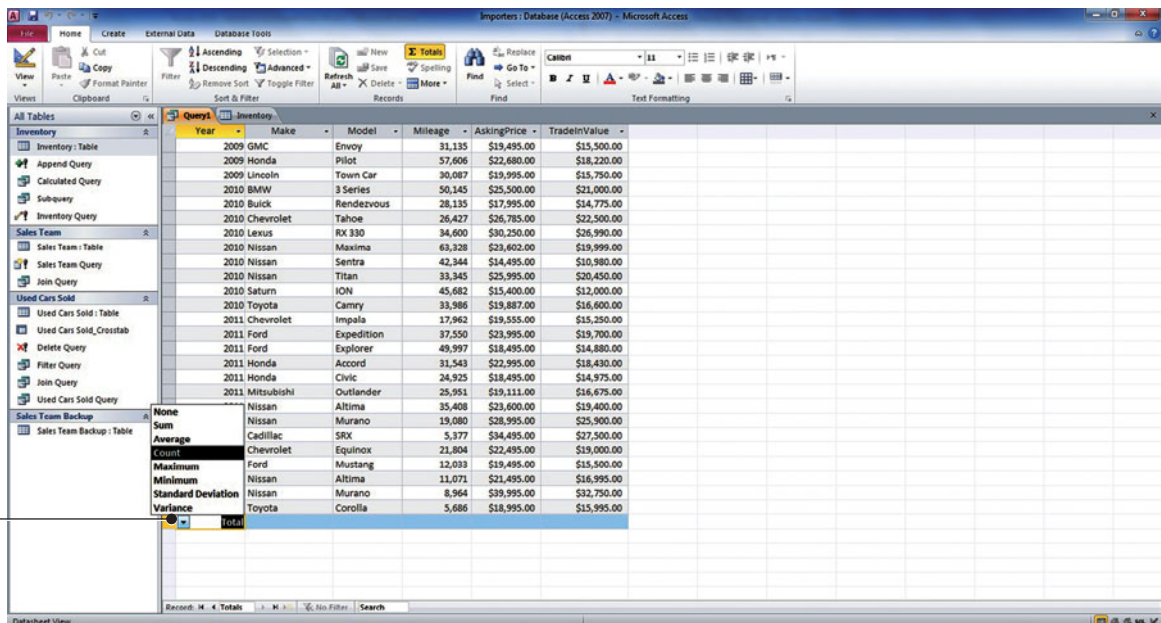 Importers : Database (Access 2007) - Microsoft Access
File Home Create External Data Database Tools
View
Views
Paste
Cut
Copy
Format Painter
Clipboard
Filter
Ascending
Descending
Remove Sort
Selection
Advanced
Toggle Filter
Sort & Filter
Refresh All
New
Save
Delete
Totals
Spelling
More
Records
Find
Replace
Go To
Select
Find
Calibri 11
B I U A
Text Formatting
All Tables
Inventory
Inventory : Table
Append Query
Calculated Query
Subquery
Inventory Query
Sales Team
Sales Team : Table
Sales Team Query
Join Query
Used Cars Sold
Used Cars Sold : Table
Used Cars Sold_Crosstab
Delete Query
Filter Query
Join Query
Used Cars Sold Query
Sales Team Backup
Sales Team Backup : Table
Query1 Inventory
Year Make Model Mileage AskingPrice TradeInValue
2009 GMC Envoy 31,135 $19,495.00 $15,500.00
2009 Honda Pilot 57,606 $22,680.00 $18,220.00
2009 Lincoln Town Car 30,087 $19,995.00 $15,750.00
2010 BMW 3 Series 50,145 $25,500.00 $21,000.00
2010 Buick Rendezvous 28,135 $17,995.00 $14,775.00
2010 Chevrolet Tahoe 26,427 $26,785.00 $22,500.00
2010 Lexus RX 330 34,600 $30,250.00 $26,990.00
2010 Nissan Maxima 63,328 $23,602.00 $19,999.00
2010 Nissan Sentra 42,344 $14,495.00 $10,980.00
2010 Nissan Titan 33,345 $25,995.00 $20,450.00
2010 Saturn ION 45,682 $15,400.00 $12,000.00
2010 Toyota Camry 33,986 $19,887.00 $16,600.00
2011 Chevrolet Impala 17,962 $19,555.00 $15,250.00
2011 Ford Expedition 37,550 $23,995.00 $19,700.00
2011 Ford Explorer 49,997 $18,495.00 $14,880.00
2011 Honda Accord 31,543 $22,995.00 $18,430.00
2011 Honda Civic 24,925 $18,495.00 $14,975.00
2011 Mitsubishi Outlander 25,951 $19,111.00 $16,675.00
Nissan Altima 35,408 $23,600.00 $19,400.00
Nissan Murano 19,080 $28,995.00 $25,900.00
Cadillac SRX 5,377 $34,495.00 $27,500.00
Chevrolet Equinox 21,804 $22,495.00 $19,000.00
Ford Mustang 12,033 $19,495.00 $15,500.00
Nissan Altima 11,071 $21,495.00 $16,995.00
Nissan Murano 8,964 $39,995.00 $32,750.00
Toyota Corolla 5,686 $18,995.00 $15,995.00
None
Sum
Average
Count
Maximum
Minimum
Standard Deviation
Variance
Total
Record: Totals No Filter Search
Datasheet View